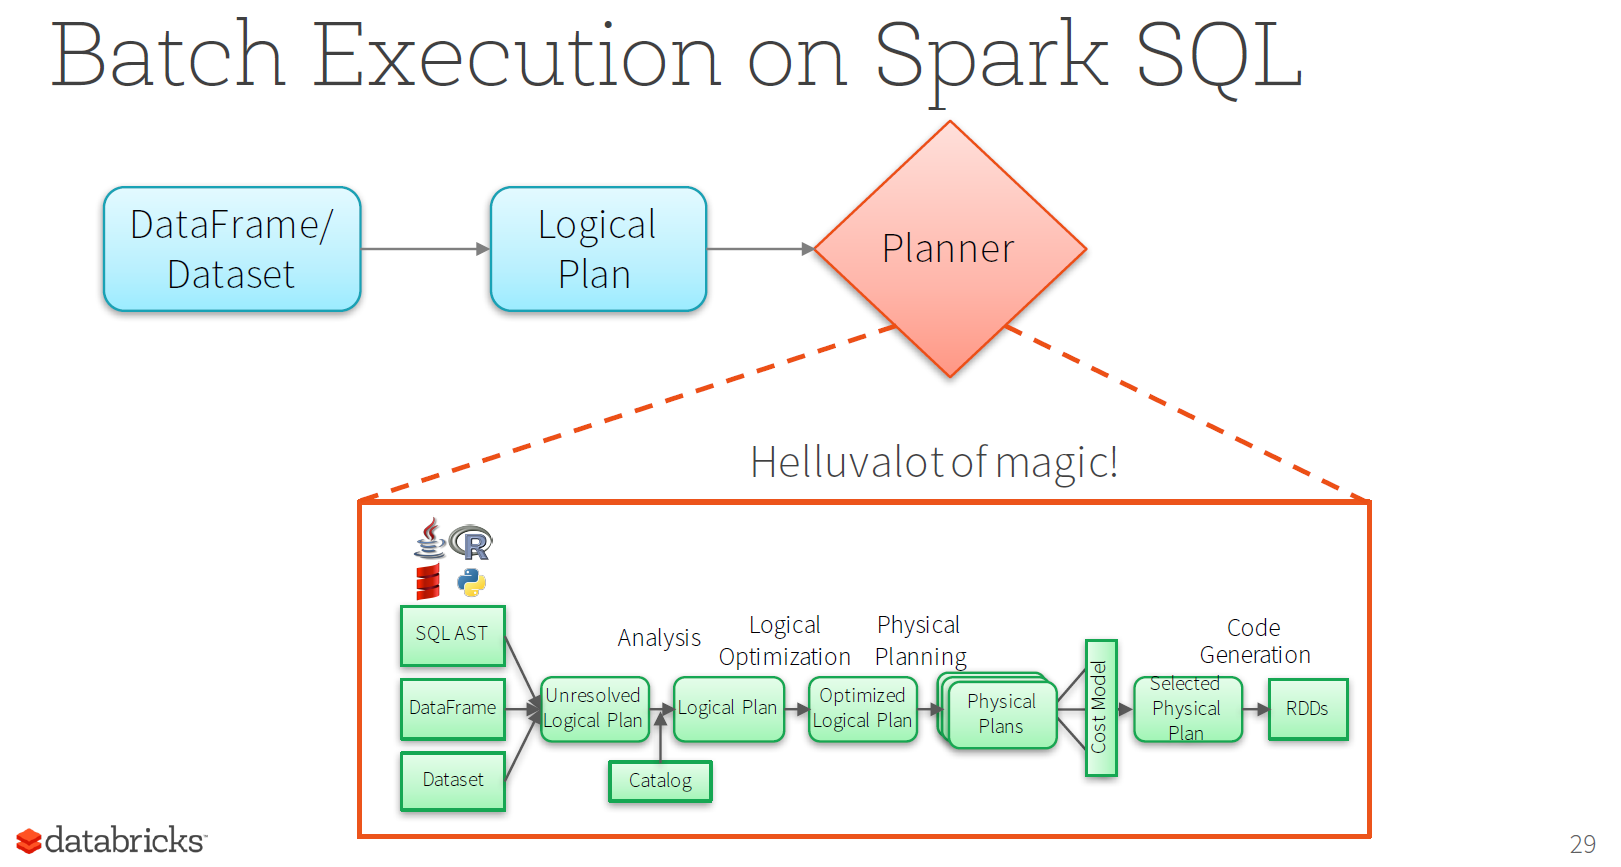 Batch Execution on Spark SQL
DataFrame/
Dataset
Logical
Plan
Planner
Helluvalot of magic!
R
SQL AST
DataFrame
Dataset
Unresolved
Logical Plan
Analysis
Catalog
Logical Plan
Logical
Optimization
Optimized
Logical Plan
Physical
Planning
Physical
Plans
Cost Model
Selected
Physical
Plan
Code
Generation
RDDs
databricks™
29